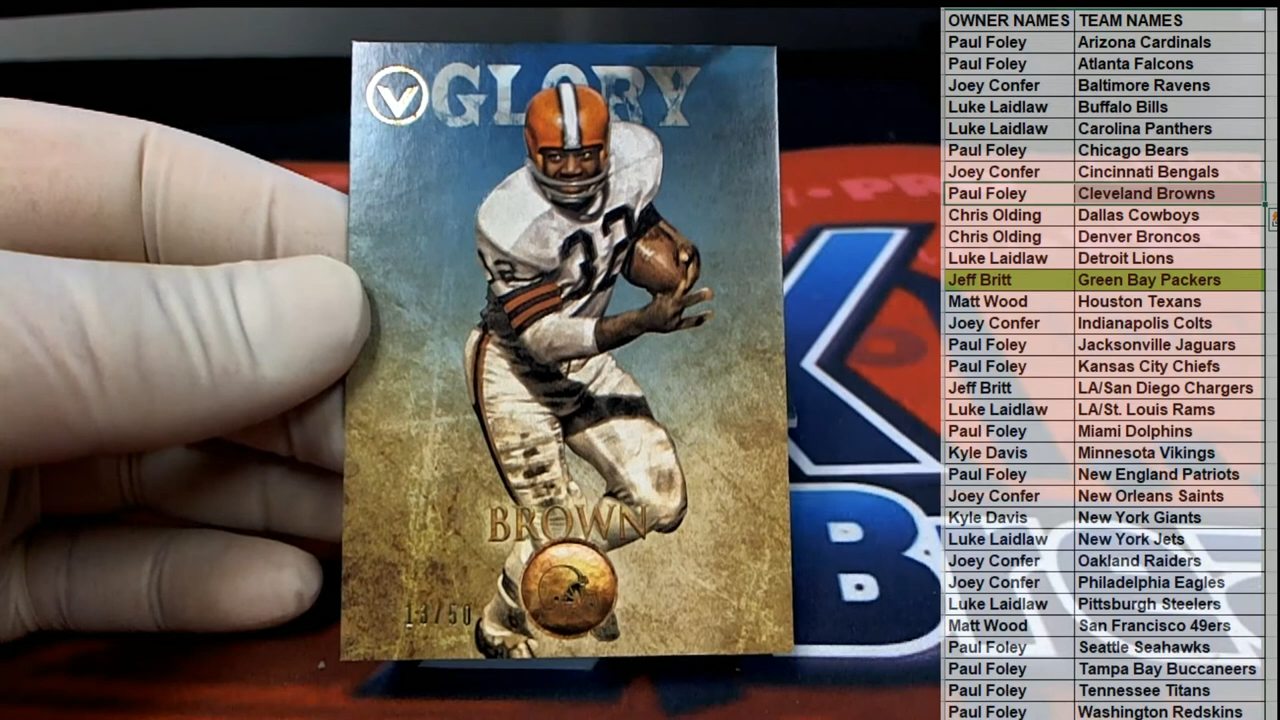 V GLORY
32
BROWN
13/50
OWNER NAMES TEAM NAMES
Paul Foley Arizona Cardinals
Paul Foley Atlanta Falcons
Joey Confer Baltimore Ravens
Luke Laidlaw Buffalo Bills
Luke Laidlaw Carolina Panthers
Paul Foley Chicago Bears
Joey Confer Cincinnati Bengals
Paul Foley Cleveland Browns
Chris Olding Dallas Cowboys
Chris Olding Denver Broncos
Luke Laidlaw Detroit Lions
Jeff Britt Green Bay Packers
Matt Wood Houston Texans
Joey Confer Indianapolis Colts
Paul Foley Jacksonville Jaguars
Paul Foley Kansas City Chiefs
Jeff Britt LA/San Diego Chargers
Luke Laidlaw LA/St. Louis Rams
Paul Foley Miami Dolphins
Kyle Davis Minnesota Vikings
Paul Foley New England Patriots
Joey Confer New Orleans Saints
Kyle Davis New York Giants
Luke Laidlaw New York Jets
Joey Confer Oakland Raiders
Joey Confer Philadelphia Eagles
Luke Laidlaw Pittsburgh Steelers
Matt Wood San Francisco 49ers
Paul Foley Seattle Seahawks
Paul Foley Tampa Bay Buccaneers
Paul Foley Tennessee Titans
Paul Foley Washington Redskins